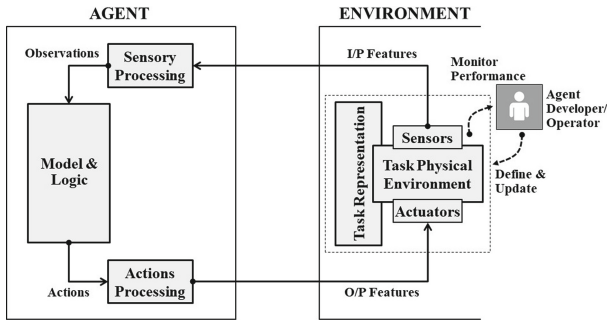 AGENT
ENVIRONMENT
Observations
Sensory
Processing
I/P Features
Monitor
Performance
Agent
Developer/
Operator
Model &
Logic
Task Representation
Sensors
Task Physical
Environment
Actuators
Define &
Update
Actions
Actions
Processing
O/P Features